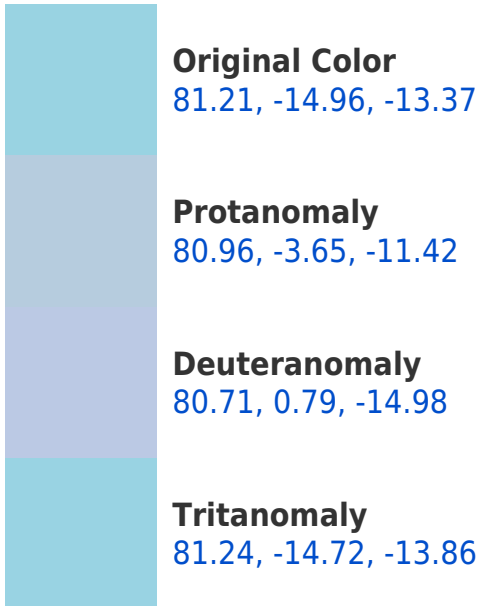 Original Color
81.21, -14.96, -13.37
Protanomaly
80.96, -3.65, -11.42
Deuteranomaly
80.71, 0.79, -14.98
Tritanomaly
81.24, -14.72, -13.86